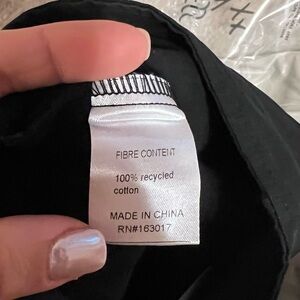 FIBRE CONTENT
100% recycled
cotton
MADE IN CHINA
RN#163017